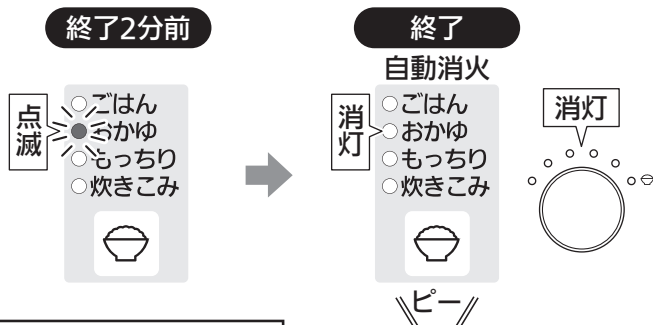 終了2分前
点滅
ごはん
おかゆ
もっちり
炊きこみ
終了
自動消火
消灯
ごはん
おかゆ
もっちり
炊きこみ
消灯
ピー